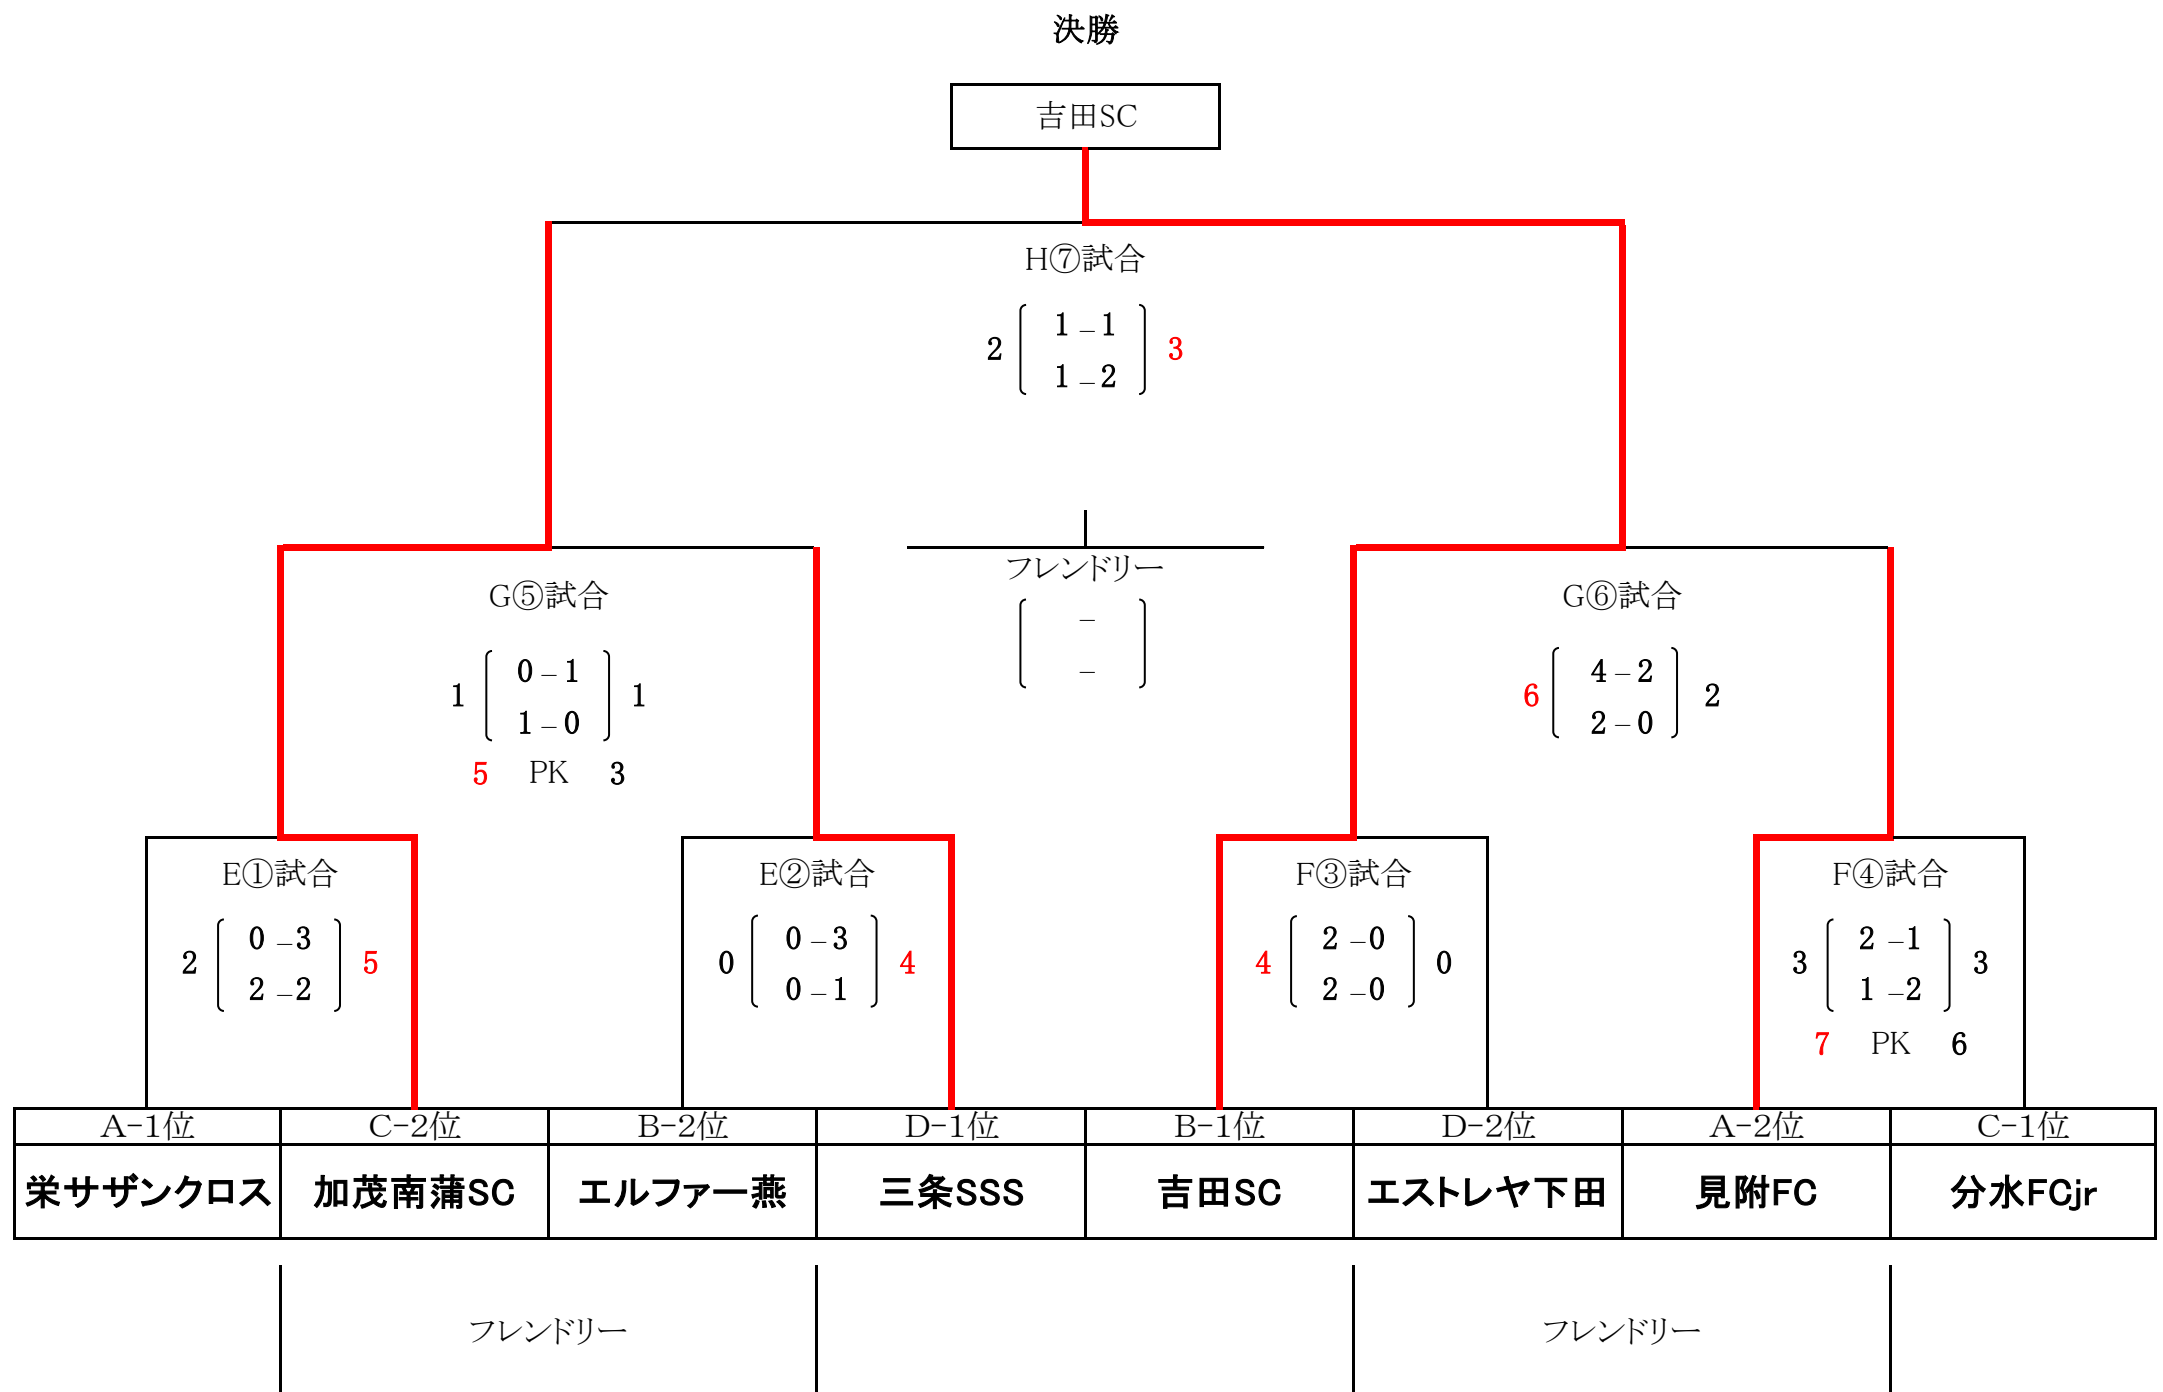 決勝
吉田SC
H⑦試合
1 – 1
2 3
1 – 2
フレンドリー
–
–
G⑤試合 G⑥試合
0 – 1 4 – 2
1 1 6 2
1 – 0 2 – 0
5 PK 3
E①試合 E②試合 F③試合 F④試合
0 – 3 0 – 3 2 – 0 2 – 1
2 5 0 4 4 0 3 3
2 – 2 0 – 1 2 – 0 1 – 2
7 PK 6
A-1位 C-2位 B-2位 D-1位 B-1位 D-2位 A-2位 C-1位
栄サザンクロス 加茂南蒲SC エルファー燕 三条SSS 吉田SC エストレヤ下田 見附FC 分水FCjr
フレンドリー フレンドリー